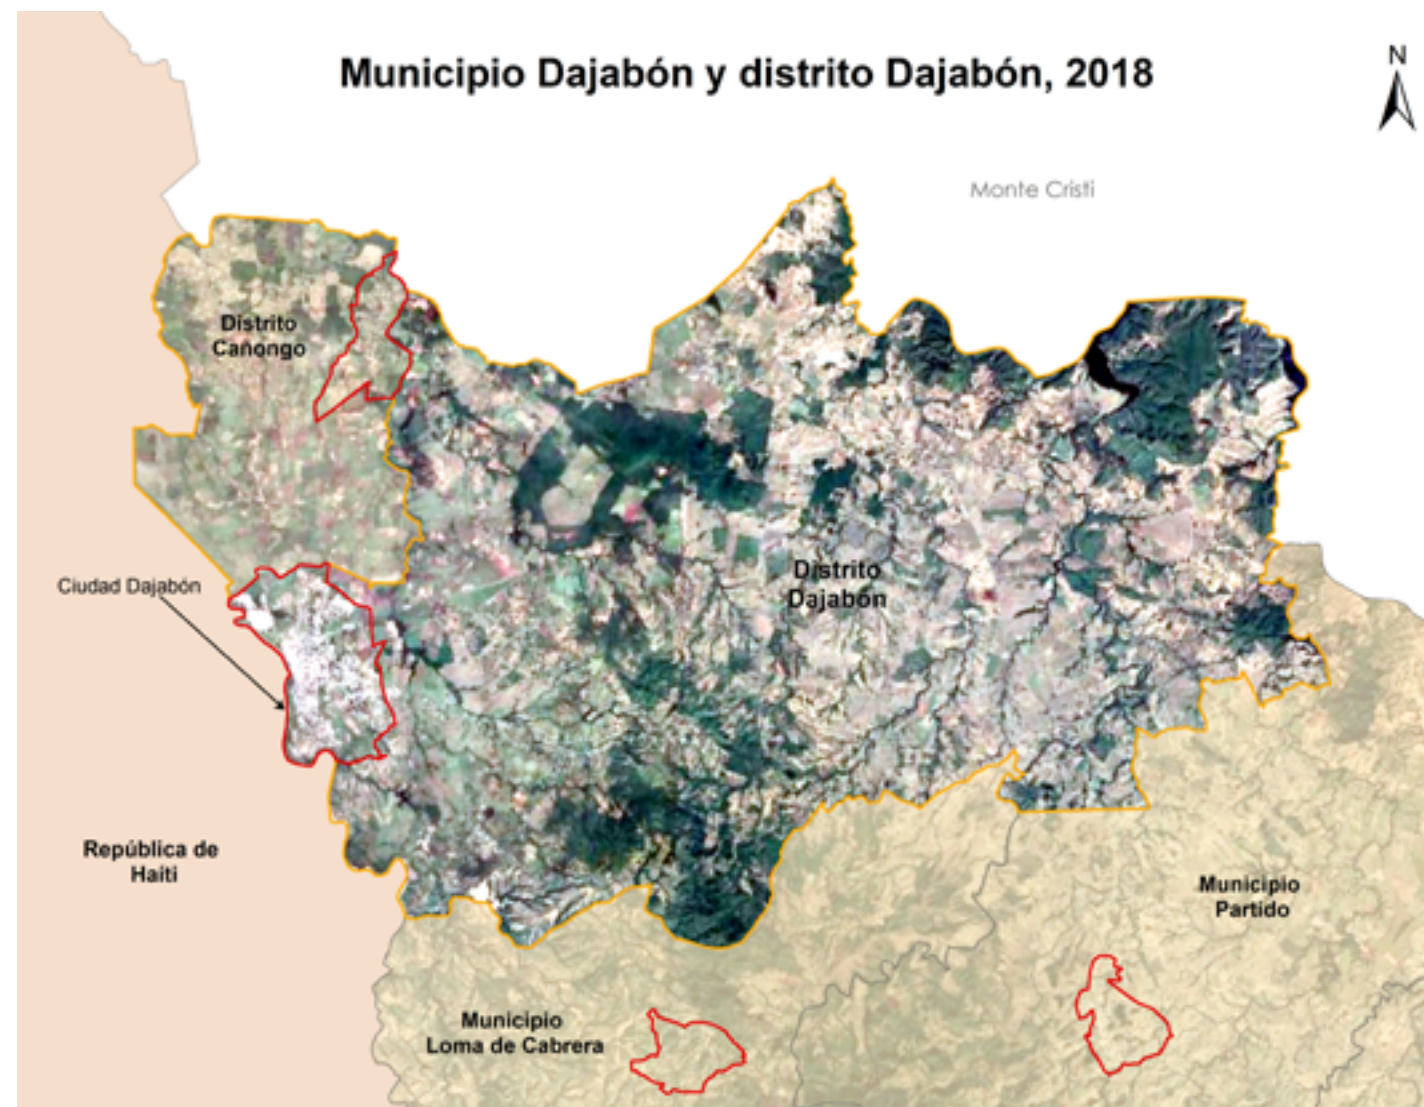 Municipio Dajabón y distrito Dajabón, 2018
N
Monte Cristi
Distrito
Cañongo
Distrito
Dajabón
Ciudad Dajabón
República de
Haiti
Municipio
Partido
Municipio
Loma de Cabrera